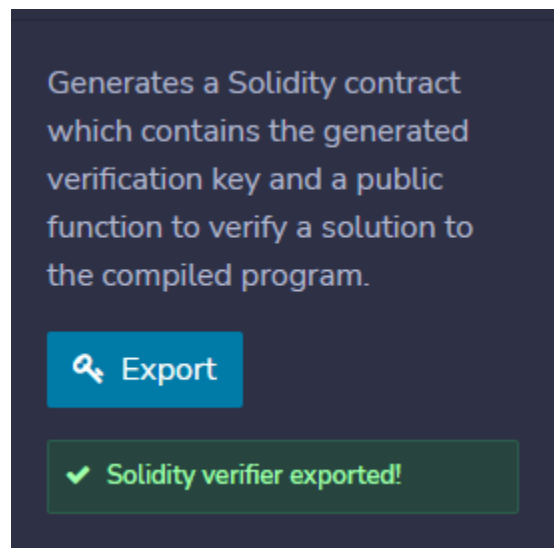 Generates a Solidity contract
which contains the generated
verification key and a public
function to verify a solution to
the compiled program.
Export
Solidity verifier exported!